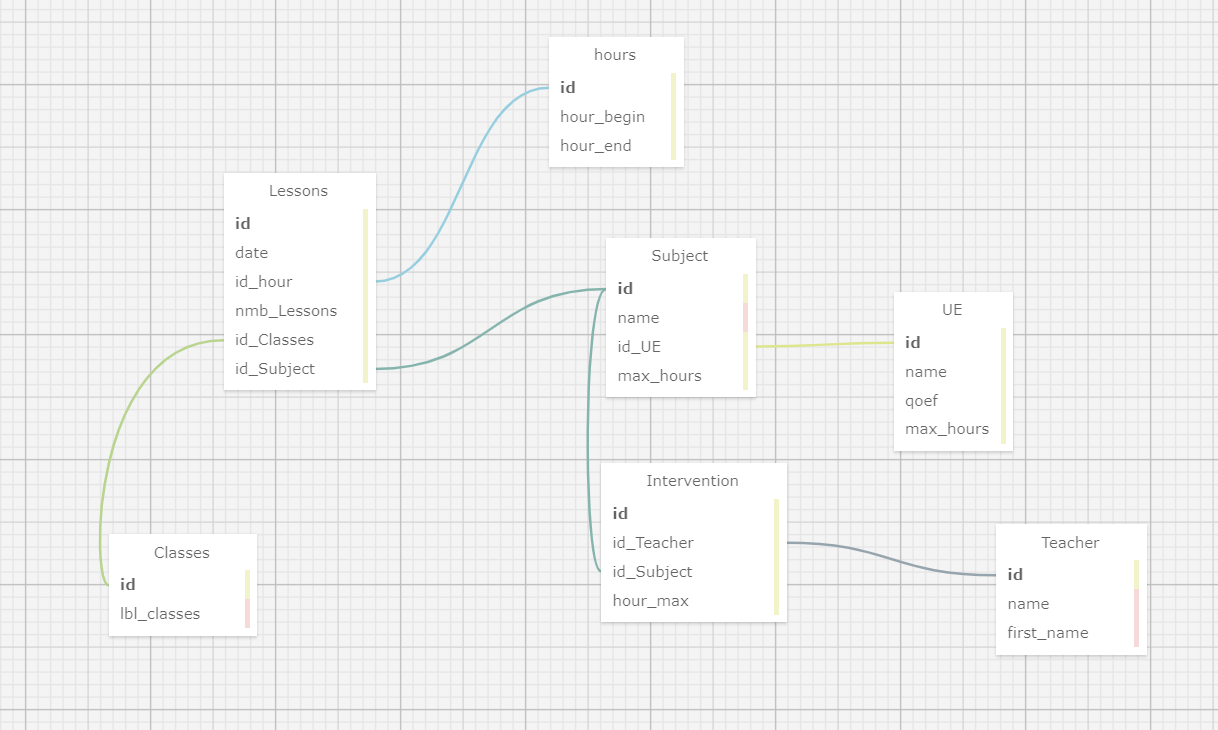 hours
id
hour_begin
hour_end
Lessons
id
date
id_hour
nmb_Lessons
id_Classes
id_Subject
Subject
id
name
id_UE
max_hours
UE
id
name
qoef
max_hours
Intervention
id
id_Teacher
id_Subject
hour_max
Classes
id
lbl_classes
Teacher
id
name
first_name